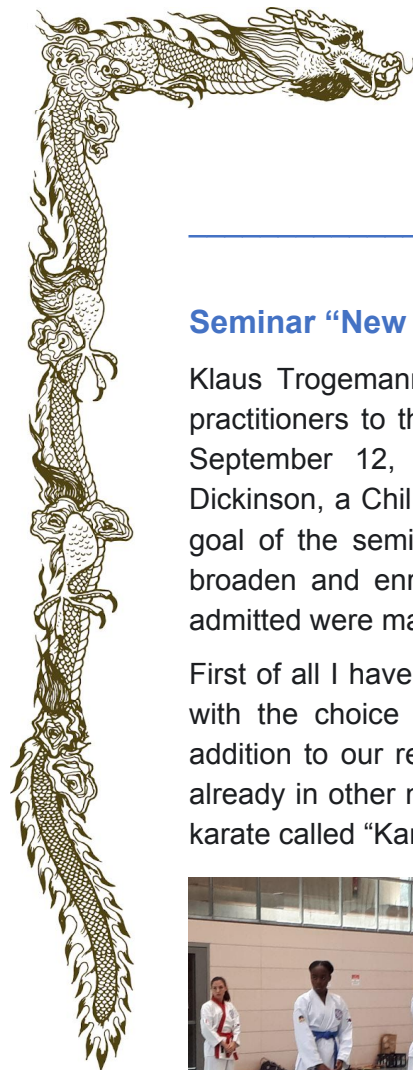 Seminar “New
Klaus Trogemann
practitioners to th
September 12,
Dickinson, a Chil
goal of the semi
broaden and enr
admitted were ma
First of all I have
with the choice
addition to our re
already in other r
karate called “Kar